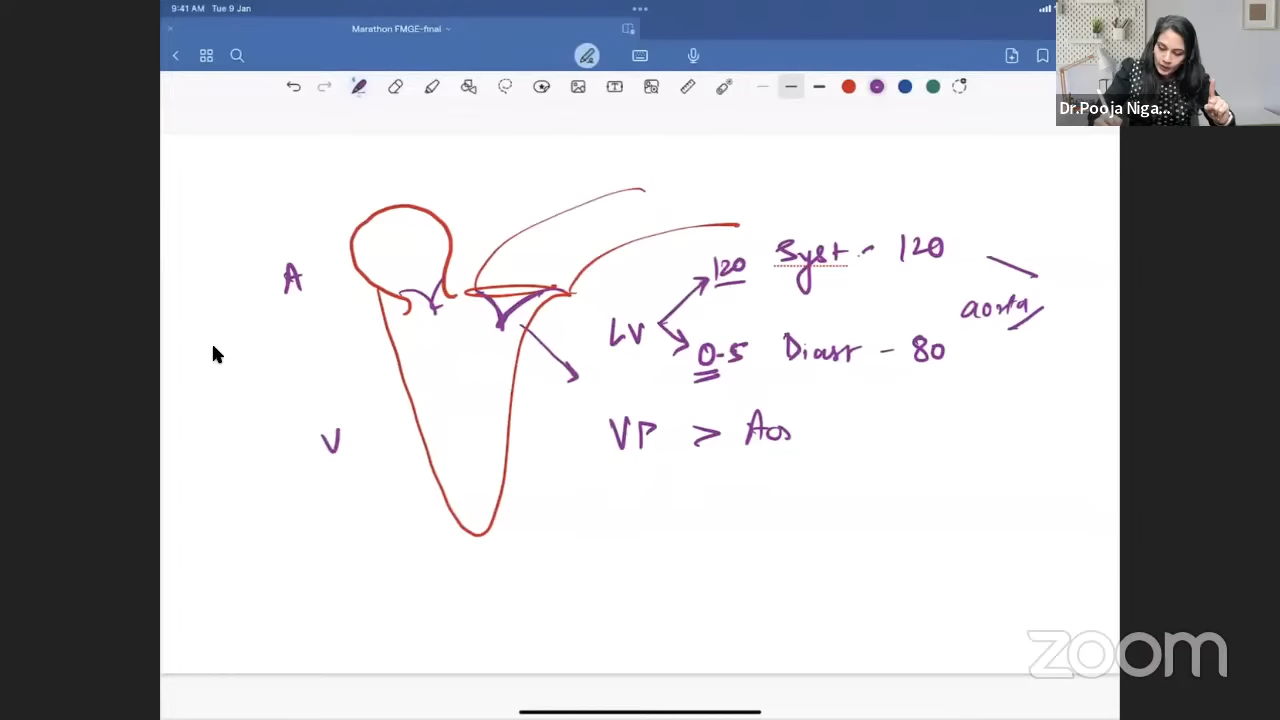 9:41 AM Tue 9 Jan
Marathon FMGE-final
Dr.Pooja Niga...
A
V
LV
120
0-5
Syst - 120
Diast - 80
aorta
VP > Aos
zoom